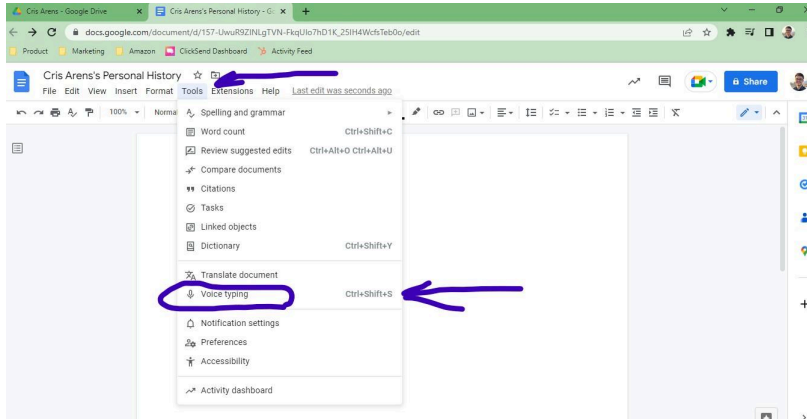 Cris Arens - Google Drive
Cris Arens's Personal History - Go
docs.google.com/document/d/157-UwuR9ZINLgTVN-FkqUIo7hD1K_25IH4WcfsTeb0o/edit
Product Marketing Amazon ClickSend Dashboard Activity Feed
Cris Arens's Personal History
File Edit View Insert Format Tools Extensions Help Last edit was seconds ago
Share
100% Normal
Spelling and grammar
Word count Ctrl+Shift+C
Review suggested edits Ctrl+Alt+O Ctrl+Alt+U
Compare documents
Citations
Tasks
Linked objects
Dictionary Ctrl+Shift+Y
Translate document
Voice typing Ctrl+Shift+S
Notification settings
Preferences
Accessibility
Activity dashboard